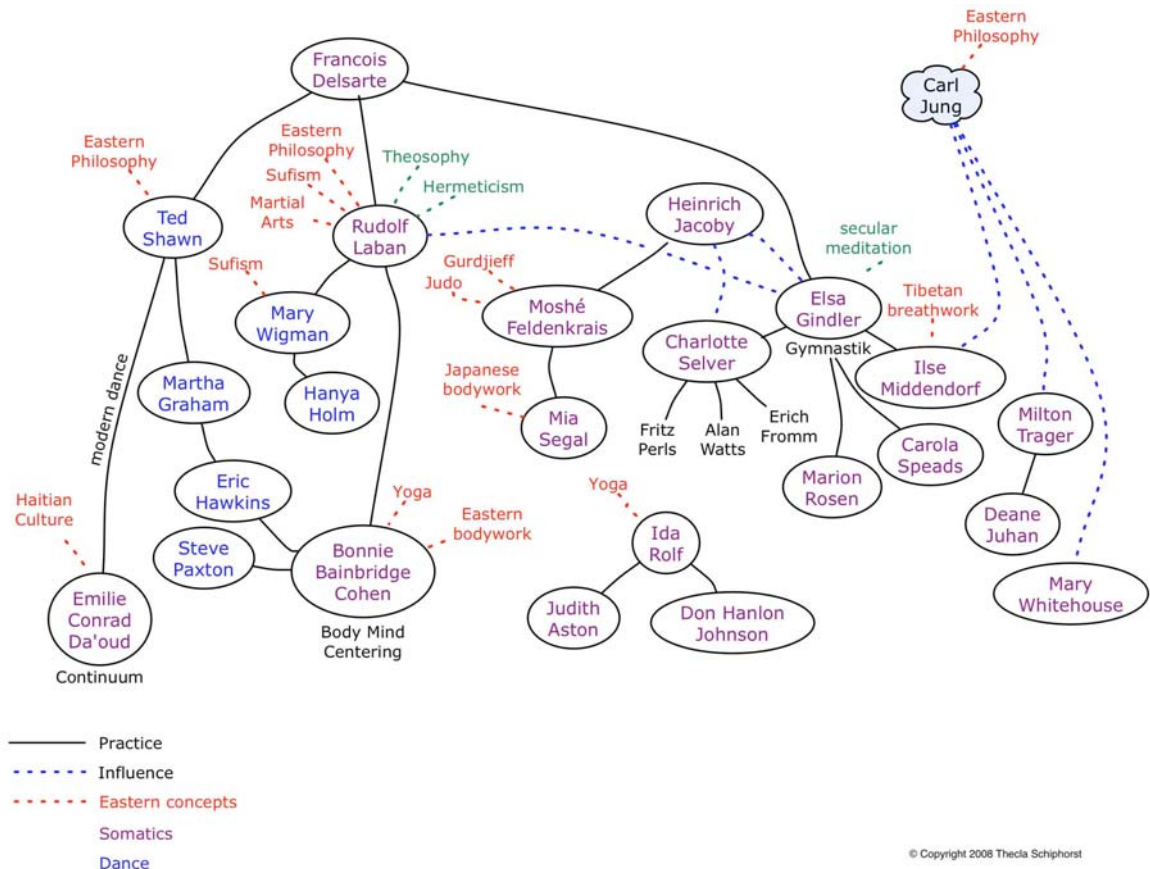 Francois
Delsarte
Eastern
Philosophy
Carl
Jung
Eastern
Philosophy
Eastern
Philosophy
Sufism
Martial
Arts
Theosophy
Hermeticism
Ted
Shawn
Rudolf
Laban
Heinrich
Jacoby
secular
meditation
Sufism
Gurdjieff
Judo
Mary
Wigman
Moshé
Feldenkrais
Elsa
Gindler
Gymnastik
Tibetan
breathwork
Charlotte
Selver
Ilse
Middendorf
modern dance
Martha
Graham
Hanya
Holm
Japanese
bodywork
Mia
Segal
Fritz
Perls
Alan
Watts
Erich
Fromm
Marion
Rosen
Carola
Speads
Milton
Trager
Haitian
Culture
Eric
Hawkins
Yoga
Eastern
bodywork
Yoga
Ida
Rolf
Deane
Juhan
Steve
Paxton
Bonnie
Bainbridge
Cohen
Body Mind
Centering
Emilie
Conrad
Da'oud
Continuum
Judith
Aston
Don Hanlon
Johnson
Mary
Whitehouse
Practice
Influence
Eastern concepts
Somatics
Dance
© Copyright 2008 Thecla Schiphorst